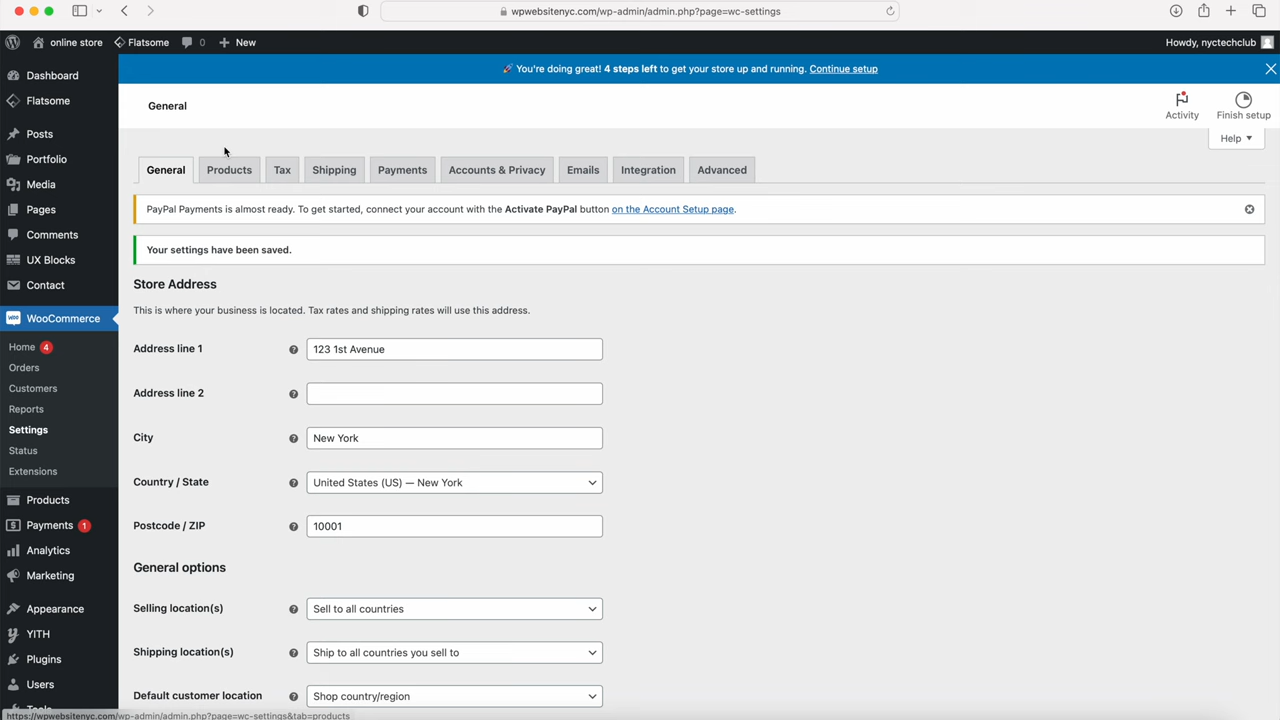 wpwebsitenyc.com/wp-admin/admin.php?page=wc-settings
online store
Flatsome
0
New
Howdy, nyctechclub
🚀 You're doing great! 4 steps left to get your store up and running. Continue setup
General
Activity
Finish setup
Help
Dashboard
Flatsome
Posts
Portfolio
Media
Pages
Comments
UX Blocks
Contact
WooCommerce
Home 4
Orders
Customers
Reports
Settings
Status
Extensions
Products
Payments 1
Analytics
Marketing
Appearance
YITH
Plugins
Users
General
Products
Tax
Shipping
Payments
Accounts & Privacy
Emails
Integration
Advanced
PayPal Payments is almost ready. To get started, connect your account with the Activate PayPal button on the Account Setup page.
Your settings have been saved.
Store Address
This is where your business is located. Tax rates and shipping rates will use this address.
Address line 1
123 1st Avenue
Address line 2
City
New York
Country / State
United States (US) — New York
Postcode / ZIP
10001
General options
Selling location(s)
Sell to all countries
Shipping location(s)
Ship to all countries you sell to
Default customer location
Shop country/region
https://wpwebsitenyc.com/wp-admin/admin.php?page=wc-settings&tab=products